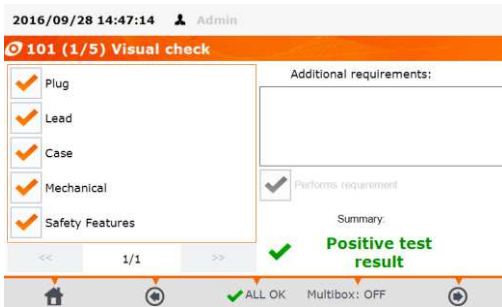 2016/09/28 14:47:14 Admin
101 (1/5) Visual check
Plug
Lead
Case
Mechanical
Safety Features
<< 1/1 >>
Additional requirements:
Performs requirement
Summary:
Positive test
result
ALL OK Multibox: OFF